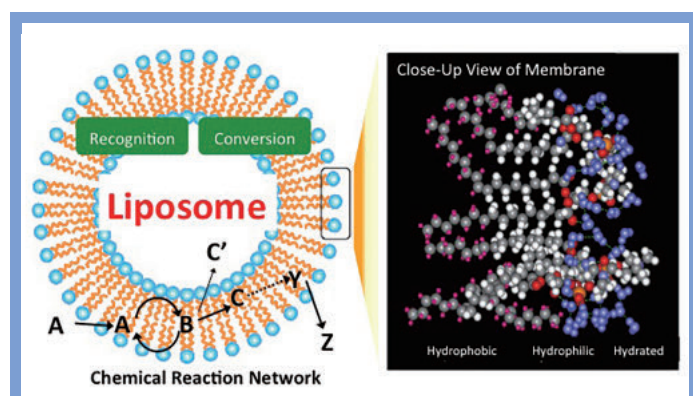 Recognition
Conversion
Liposome
C'
A
A
B
C
Y
Z
Chemical Reaction Network
Close-Up View of Membrane
Hydrophobic
Hydrophilic
Hydrated